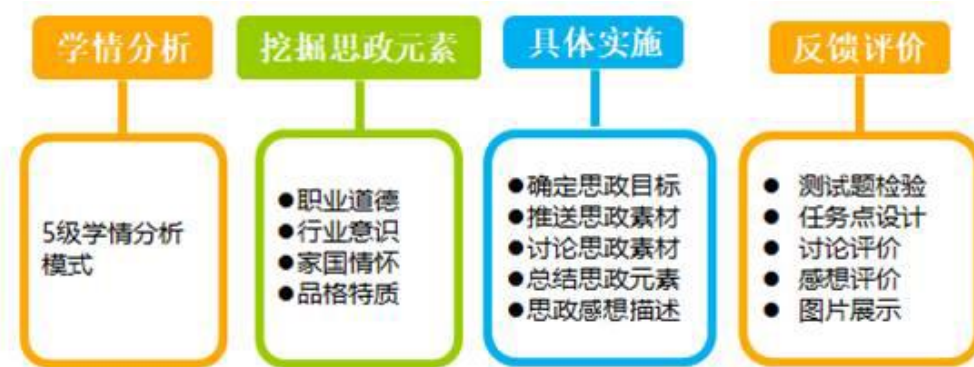 学情分析
5级学情分析
模式
挖掘思政元素
●职业道德
●行业意识
●家国情怀
●品格特质
具体实施
●确定思政目标
●推送思政素材
●讨论思政素材
●总结思政元素
●思政感想描述
反馈评价
● 测试题检验
● 任务点设计
● 讨论评价
● 感想评价
● 图片展示